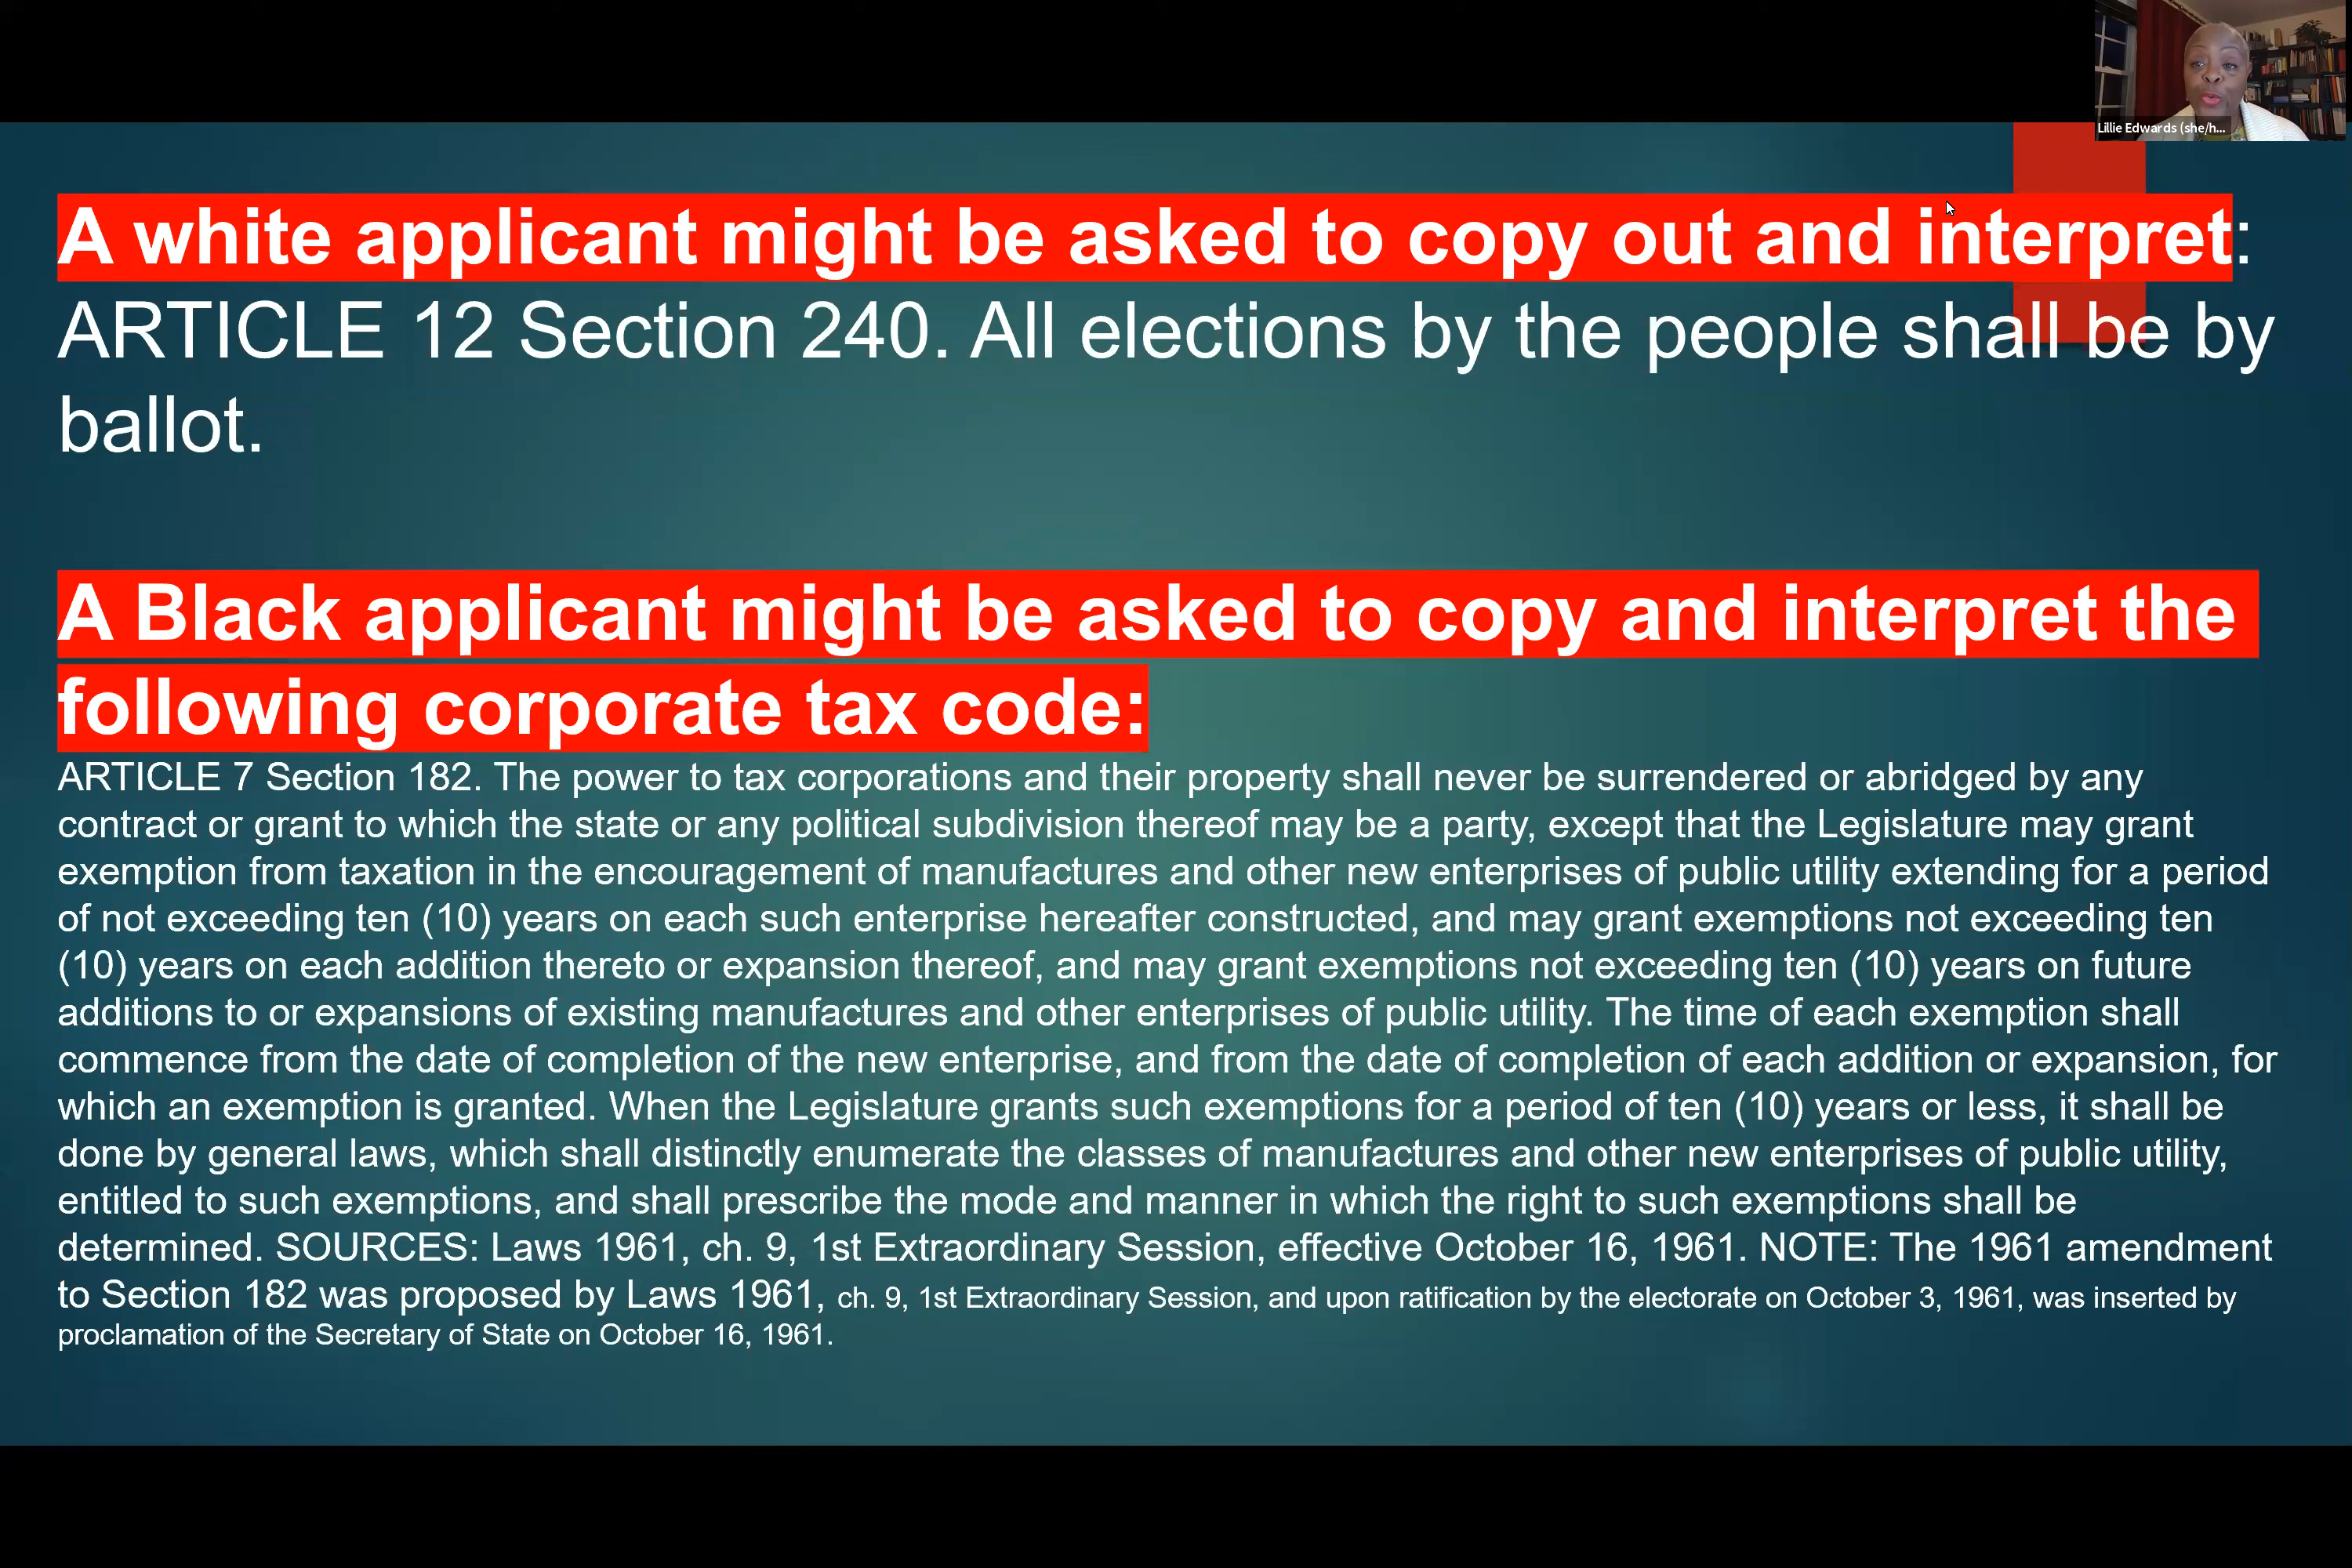 Lillie Edwards (she/h...
A white applicant might be asked to copy out and interpret:
ARTICLE 12 Section 240. All elections by the people shall be by
ballot.
A Black applicant might be asked to copy and interpret the
following corporate tax code:
ARTICLE 7 Section 182. The power to tax corporations and their property shall never be surrendered or abridged by any
contract or grant to which the state or any political subdivision thereof may be a party, except that the Legislature may grant
exemption from taxation in the encouragement of manufactures and other new enterprises of public utility extending for a period
of not exceeding ten (10) years on each such enterprise hereafter constructed, and may grant exemptions not exceeding ten
(10) years on each addition thereto or expansion thereof, and may grant exemptions not exceeding ten (10) years on future
additions to or expansions of existing manufactures and other enterprises of public utility. The time of each exemption shall
commence from the date of completion of the new enterprise, and from the date of completion of each addition or expansion, for
which an exemption is granted. When the Legislature grants such exemptions for a period of ten (10) years or less, it shall be
done by general laws, which shall distinctly enumerate the classes of manufactures and other new enterprises of public utility,
entitled to such exemptions, and shall prescribe the mode and manner in which the right to such exemptions shall be
determined. SOURCES: Laws 1961, ch. 9, 1st Extraordinary Session, effective October 16, 1961. NOTE: The 1961 amendment
to Section 182 was proposed by Laws 1961, ch. 9, 1st Extraordinary Session, and upon ratification by the electorate on October 3, 1961, was inserted by
proclamation of the Secretary of State on October 16, 1961.